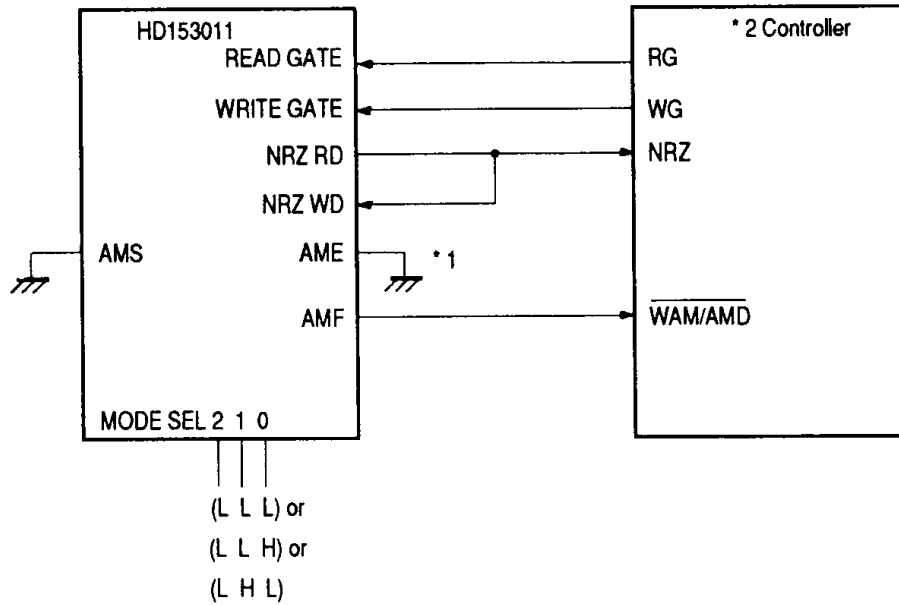 HD153011
READ GATE
WRITE GATE
NRZ RD
NRZ WD
AMS
AME
* 1
AMF
MODE SEL 2 1 0
(L L L) or
(L L H) or
(L H L)
* 2 Controller
RG
WG
NRZ
WAM/AMD